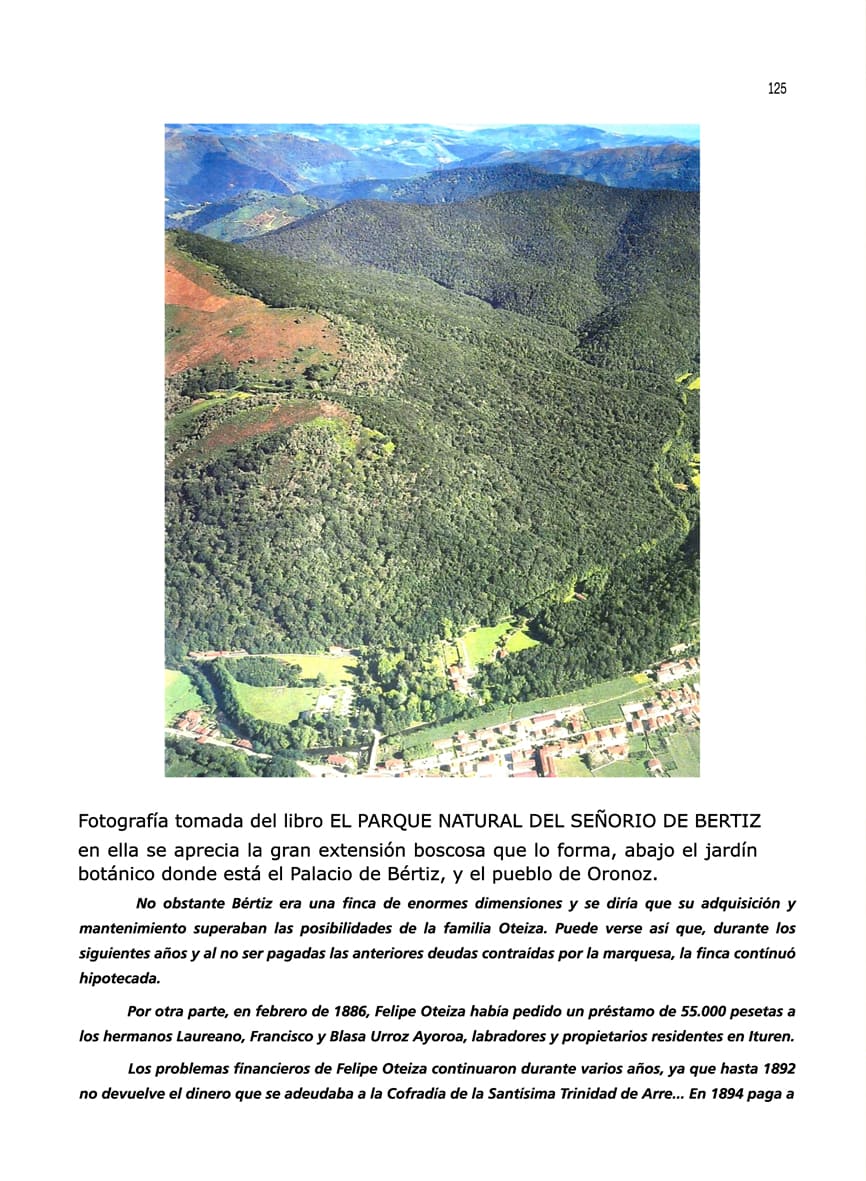 125
Fotografía tomada del libro EL PARQUE NATURAL DEL SEÑORIO DE BERTIZ
en ella se aprecia la gran extensión boscosa que lo forma, abajo el jardín
botánico donde está el Palacio de Bértiz, y el pueblo de Oronoz.
No obstante Bértiz era una finca de enormes dimensiones y se diría que su adquisición y
mantenimiento superaban las posibilidades de la familia Oteiza. Puede verse así que, durante los
siguientes años y al no ser pagadas las anteriores deudas contraídas por la marquesa, la finca contínuó
hipotecada.
Por otra parte, en febrero de 1886, Felipe Oteiza había pedido un préstamo de 55.000 pesetas a
los hermanos Laureano, Francisco y Blasa Urroz Ayoroa, labradores y propietarios residentes en Ituren.
Los problemas financieros de Felipe Oteiza continuaron durante varios años, ya que hasta 1892
no devuelve el dinero que se adeudaba a la Cofradía de la Santísima Trinidad de Arre... En 1894 paga a